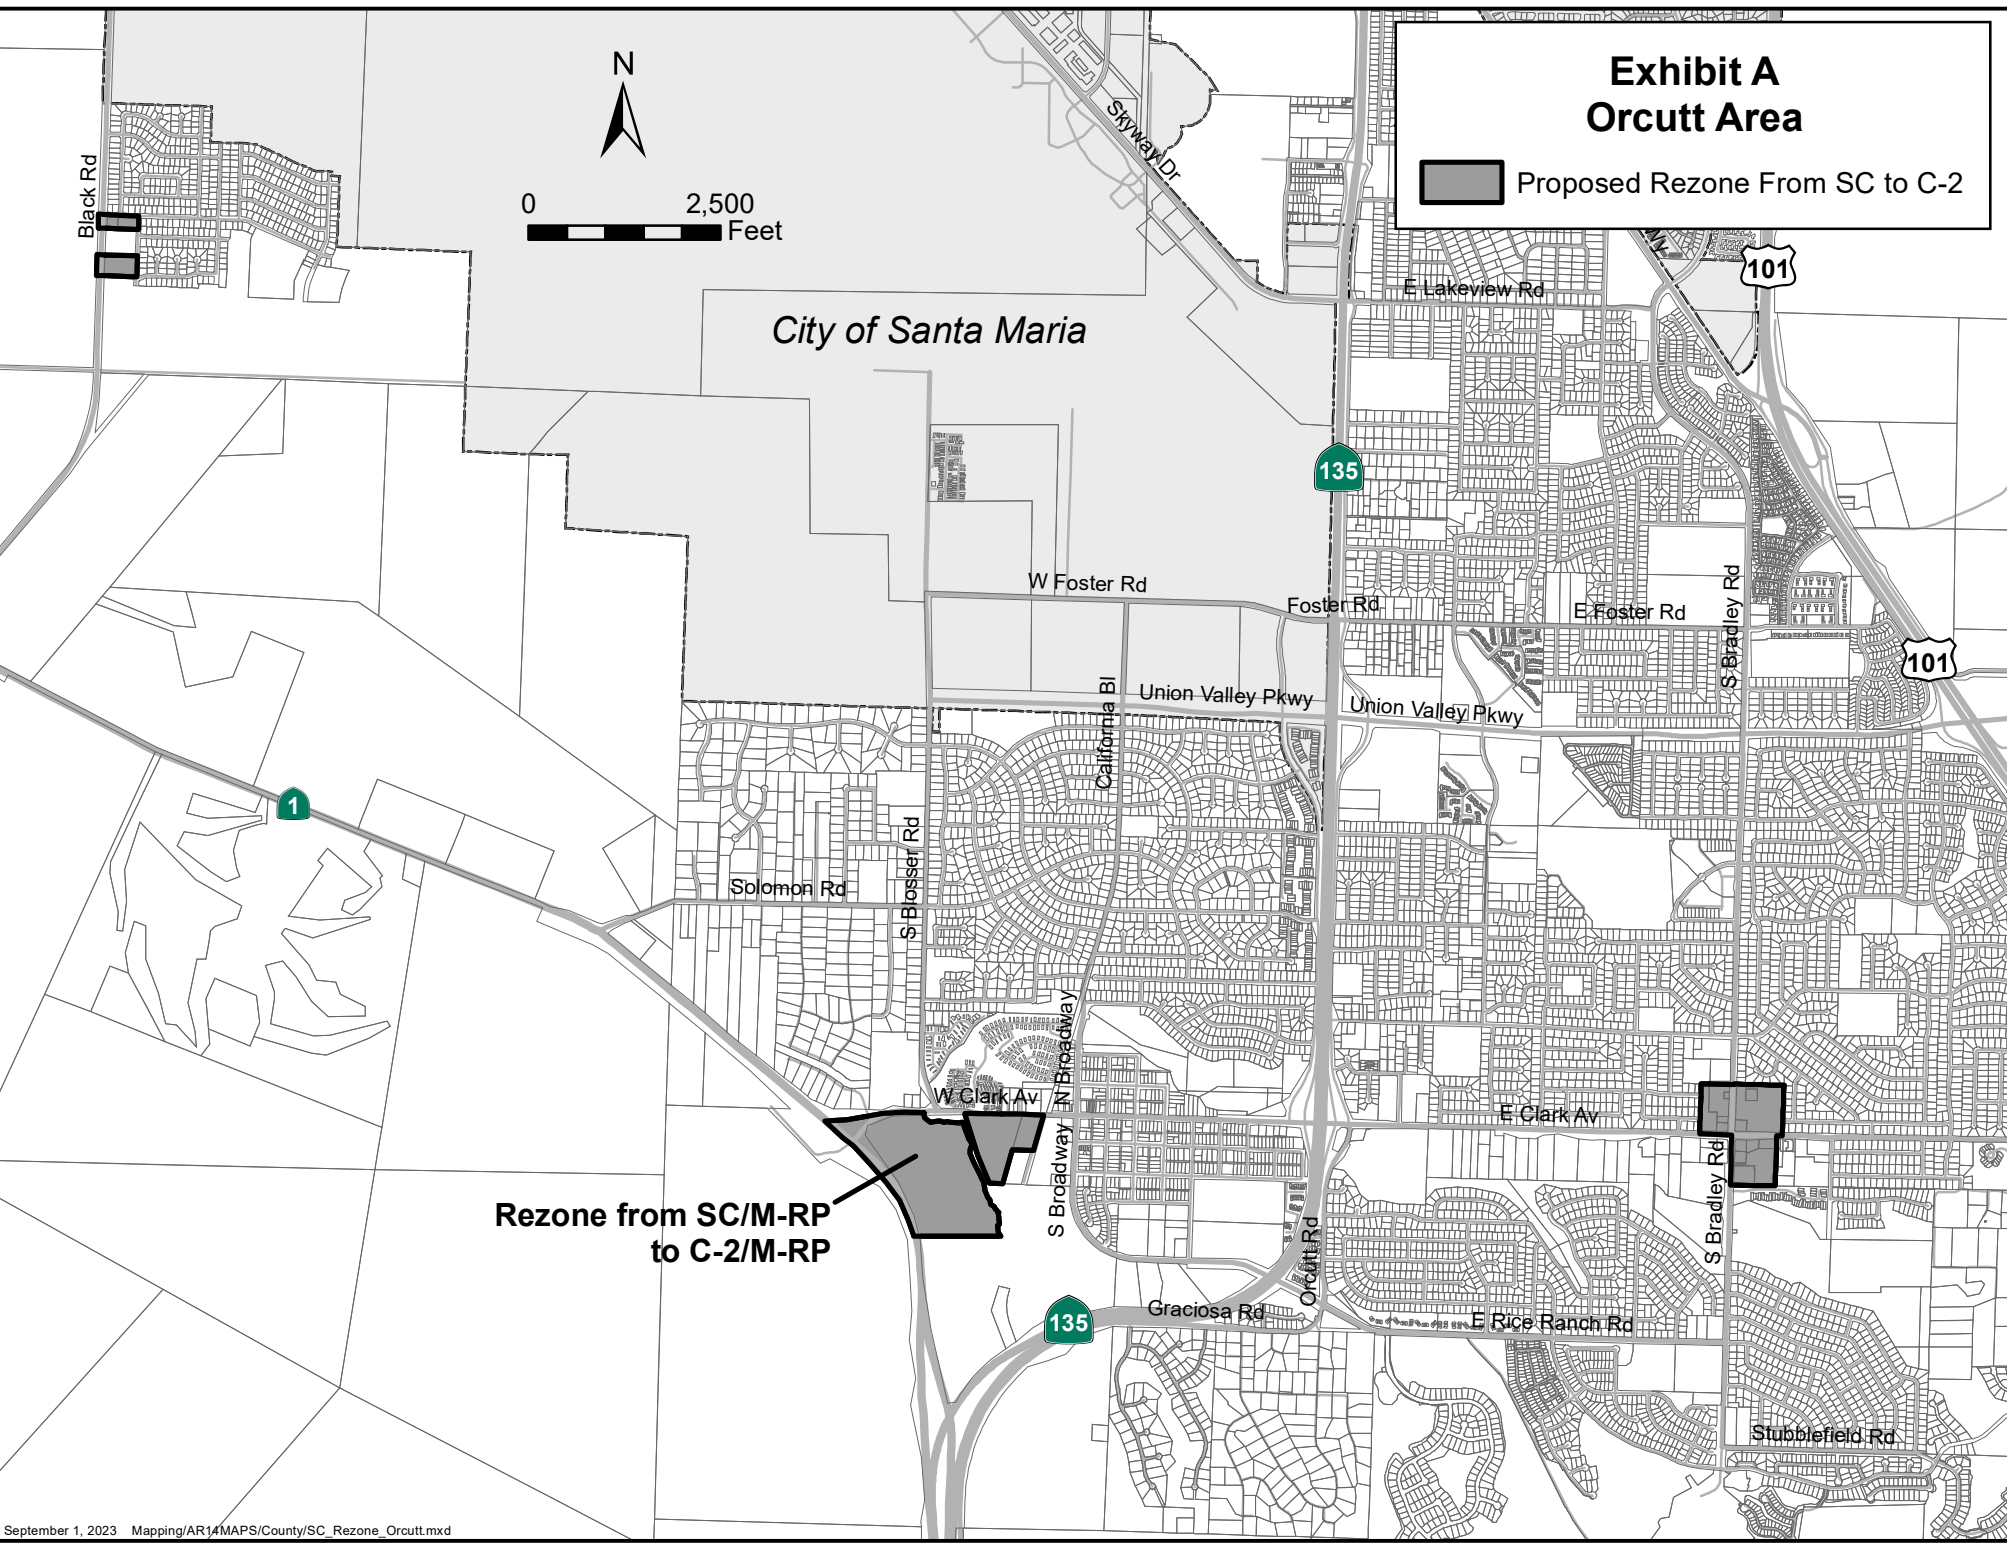 Exhibit A
Orcutt Area
Proposed Rezone From SC to C-2
N
0 2,500
Feet
Skyway Dr
Black Rd
Wy
101
E Lakeview Rd
City of Santa Maria
135
W Foster Rd
Foster Rd
E Foster Rd
S Bradley Rd
101
Union Valley Pkwy
Union Valley Pkwy
California Bl
1
Solomon Rd
S Blosser Rd
N Broadway
W Clark Av
E Clark Av
S Broadway
S Bradley Rd
Rezone from SC/M-RP
to C-2/M-RP
Orcutt Rd
135
Graciosa Rd
E Rice Ranch Rd
Stubblefield Rd
September 1, 2023 Mapping/AR14MAPS/County/SC_Rezone_Orcutt.mxd